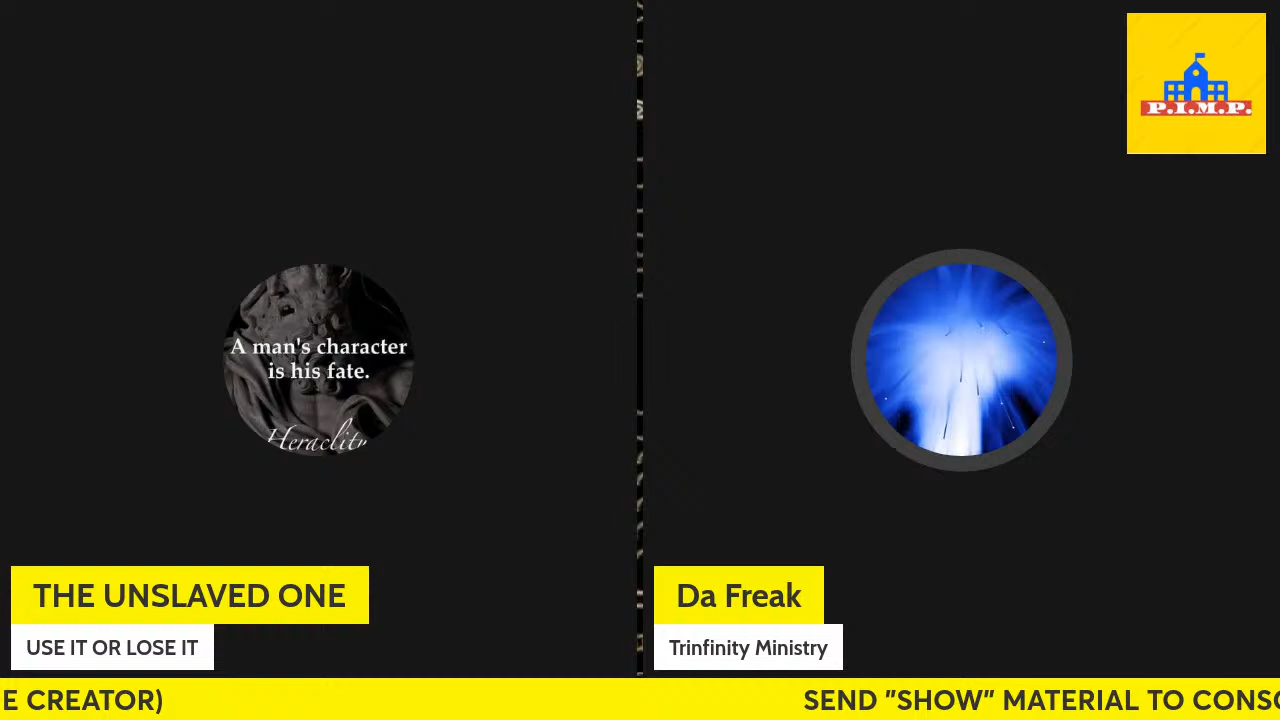 P.I.M.P.
A man's character
is his fate.
THE UNSLAVED ONE
USE IT OR LOSE IT
Da Freak
Trinfinity Ministry
E CREATOR)
SEND "SHOW" MATERIAL TO